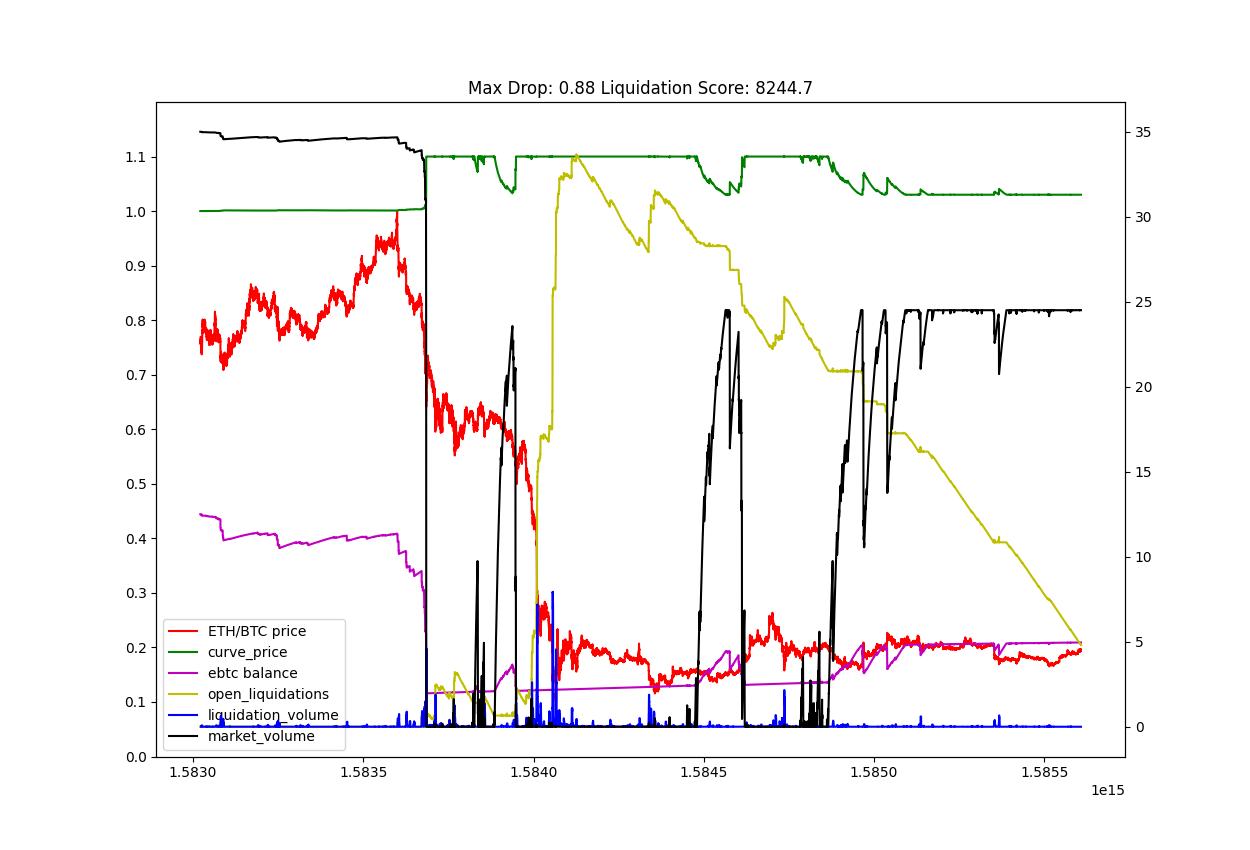 Max Drop: 0.88 Liquidation Score: 8244.7
1.1
1.0
0.9
0.8
0.7
0.6
0.5
0.4
0.3
0.2
0.1
0.0
35
30
25
20
15
10
5
0
ETH/BTC price
curve_price
ebtc balance
open_liquidations
liquidation_volume
market_volume
1.5830 1.5835 1.5840 1.5845 1.5850 1.5855
1e15